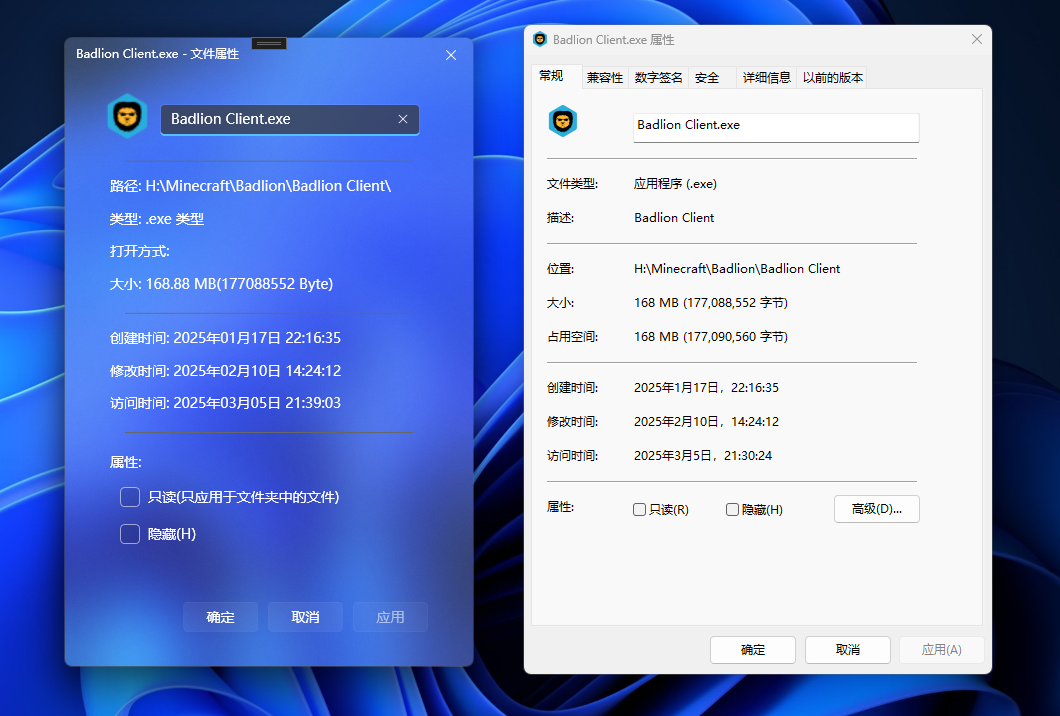 Badlion Client.exe - 文件属性
Badlion Client.exe
路径: H:\Minecraft\Badlion\Badlion Client\
类型: .exe 类型
打开方式:
大小: 168.88 MB(177088552 Byte)
创建时间: 2025年01月17日 22:16:35
修改时间: 2025年02月10日 14:24:12
访问时间: 2025年03月05日 21:39:03
属性:
只读(只应用于文件夹中的文件)
隐藏(H)
确定 取消 应用
Badlion Client.exe 属性
常规 兼容性 数字签名 安全 详细信息 以前的版本
Badlion Client.exe
文件类型: 应用程序 (.exe)
描述: Badlion Client
位置: H:\Minecraft\Badlion\Badlion Client
大小: 168 MB (177,088,552 字节)
占用空间: 168 MB (177,090,560 字节)
创建时间: 2025年1月17日，22:16:35
修改时间: 2025年2月10日，14:24:12
访问时间: 2025年3月5日，21:30:24
属性: 只读(R) 隐藏(H) 高级(D)...
确定 取消 应用(A)